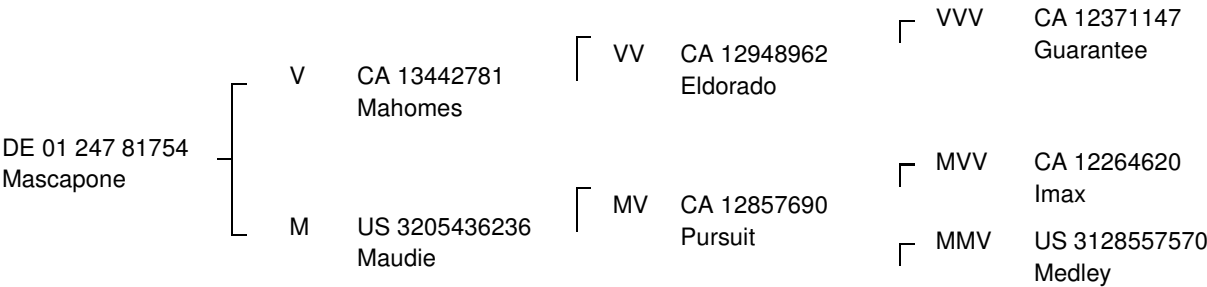 DE 01 247 81754
Mascapone
V CA 13442781
Mahomes
M US 3205436236
Maudie
VV CA 12948962
Eldorado
MV CA 12857690
Pursuit
VVV CA 12371147
Guarantee
MVV CA 12264620
Imax
MMV US 3128557570
Medley